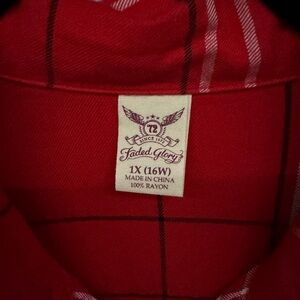 72
SINCE 1972
Faded Glory
1X (16W)
MADE IN CHINA
100% RAYON